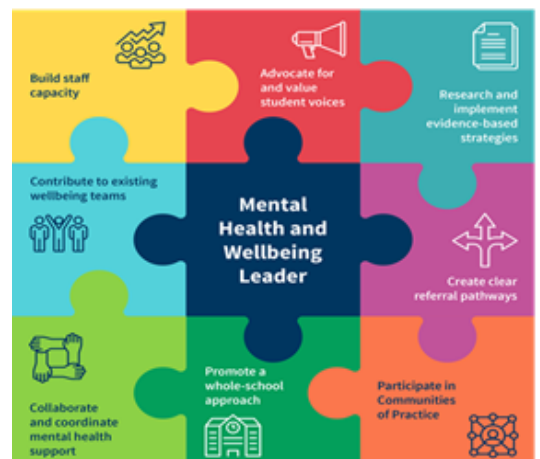 Build staff
capacity
Advocate for
and value
student voices
Research and
implement
evidence-based
strategies
Contribute to existing
wellbeing teams
Mental
Health and
Wellbeing
Leader
Create clear
referral pathways
Collaborate
and coordinate
mental health
support
Promote a
whole-school
approach
Participate in
Communities
of Practice